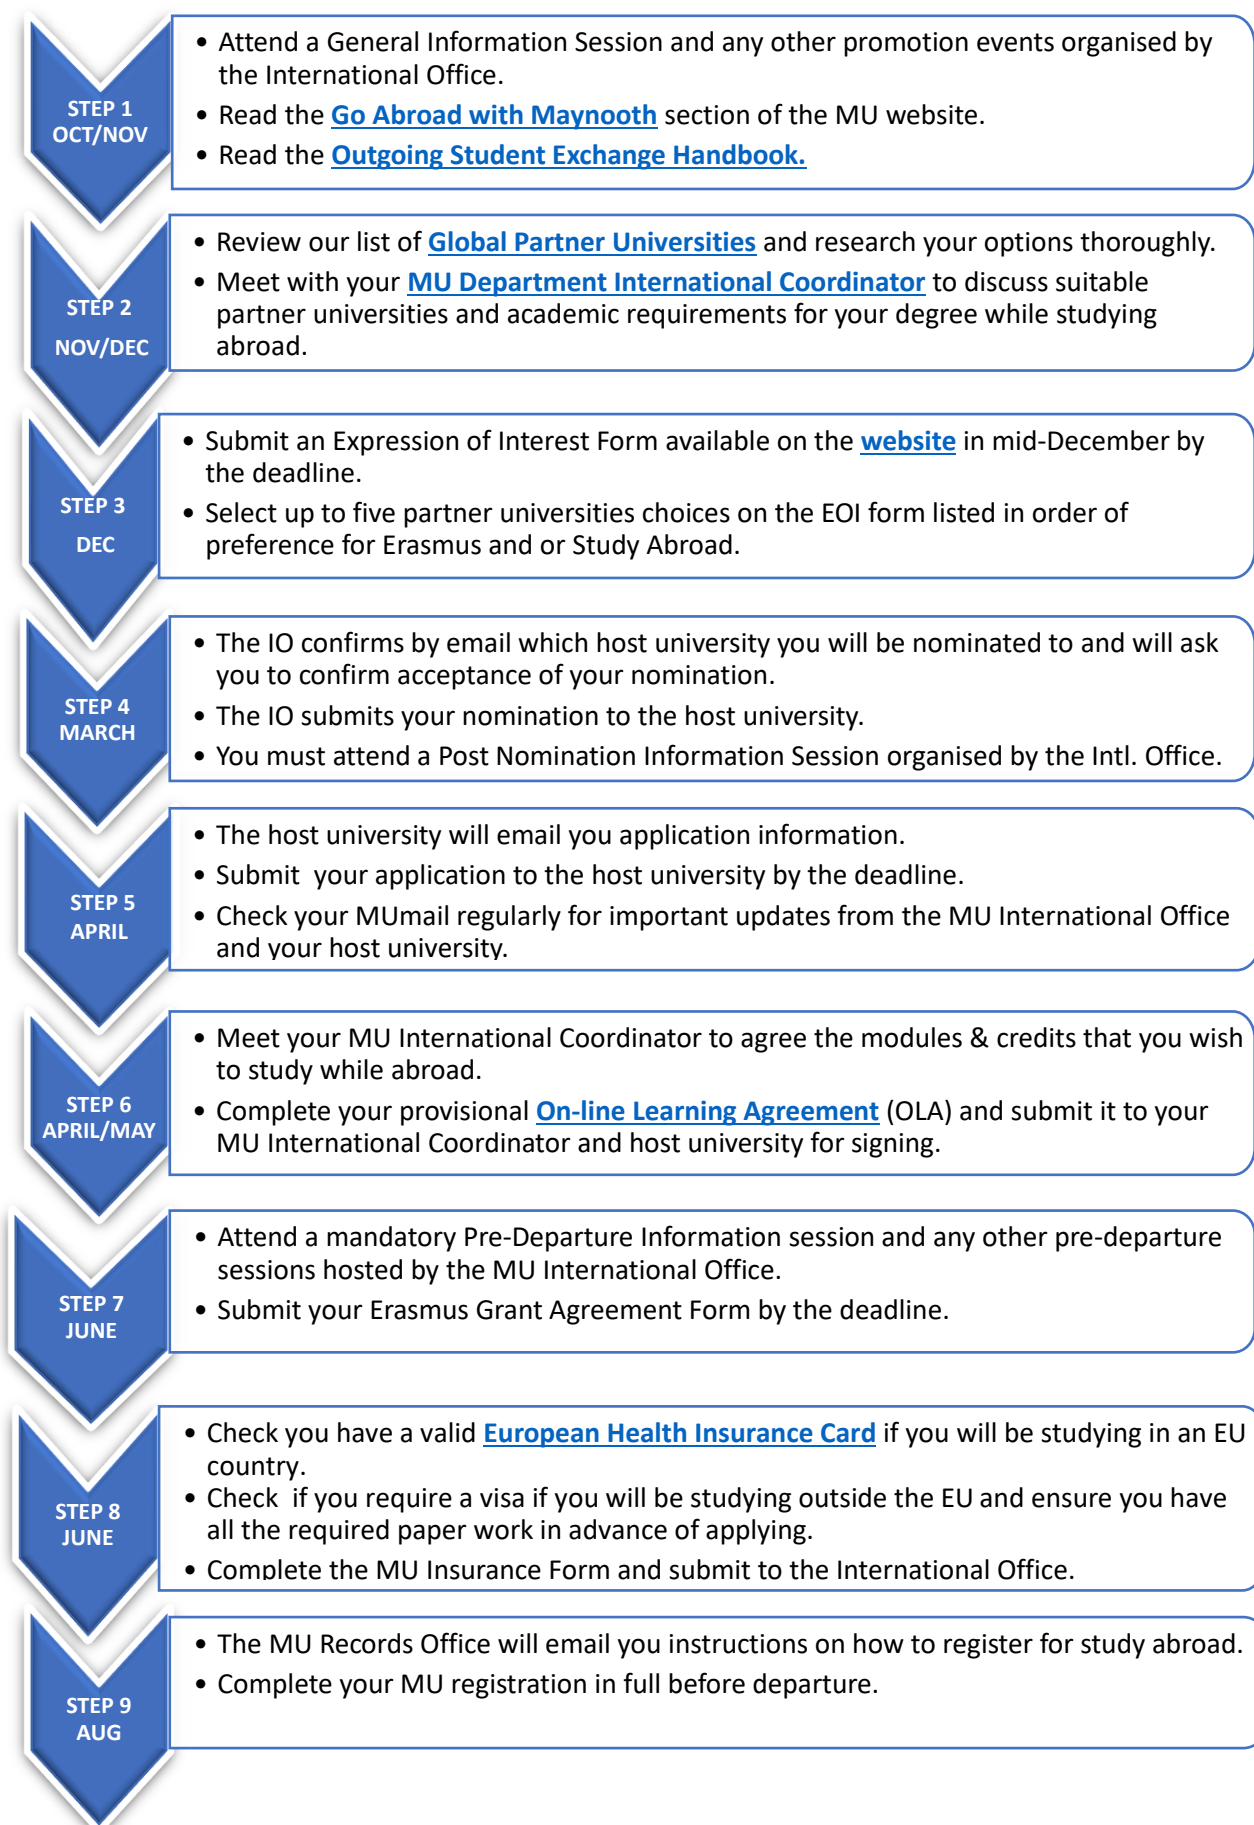 STEP 1
OCT/NOV
• Attend a General Information Session and any other promotion events organised by
the International Office.
• Read the Go Abroad with Maynooth section of the MU website.
• Read the Outgoing Student Exchange Handbook.
STEP 2
NOV/DEC
• Review our list of Global Partner Universities and research your options thoroughly.
• Meet with your MU Department International Coordinator to discuss suitable
partner universities and academic requirements for your degree while studying
abroad.
STEP 3
DEC
• Submit an Expression of Interest Form available on the website in mid-December by
the deadline.
• Select up to five partner universities choices on the EOI form listed in order of
preference for Erasmus and or Study Abroad.
STEP 4
MARCH
• The IO confirms by email which host university you will be nominated to and will ask
you to confirm acceptance of your nomination.
• The IO submits your nomination to the host university.
• You must attend a Post Nomination Information Session organised by the Intl. Office.
STEP 5
APRIL
• The host university will email you application information.
• Submit  your application to the host university by the deadline.
• Check your MUmail regularly for important updates from the MU International Office
and your host university.
STEP 6
APRIL/MAY
• Meet your MU International Coordinator to agree the modules & credits that you wish
to study while abroad.
• Complete your provisional On-line Learning Agreement (OLA) and submit it to your
MU International Coordinator and host university for signing.
STEP 7
JUNE
• Attend a mandatory Pre-Departure Information session and any other pre-departure
sessions hosted by the MU International Office.
• Submit your Erasmus Grant Agreement Form by the deadline.
STEP 8
JUNE
• Check you have a valid European Health Insurance Card if you will be studying in an EU
country.
• Check  if you require a visa if you will be studying outside the EU and ensure you have
all the required paper work in advance of applying.
• Complete the MU Insurance Form and submit to the International Office.
STEP 9
AUG
• The MU Records Office will email you instructions on how to register for study abroad.
• Complete your MU registration in full before departure.